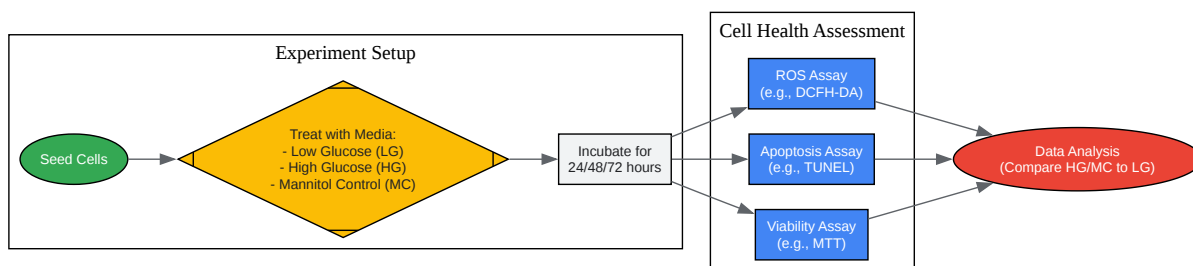 Experiment Setup
Seed Cells
Treat with Media:
- Low Glucose (LG)
- High Glucose (HG)
- Mannitol Control (MC)
Incubate for
24/48/72 hours
Cell Health Assessment
ROS Assay
(e.g., DCFH-DA)
Apoptosis Assay
(e.g., TUNEL)
Viability Assay
(e.g., MTT)
Data Analysis
(Compare HG/MC to LG)